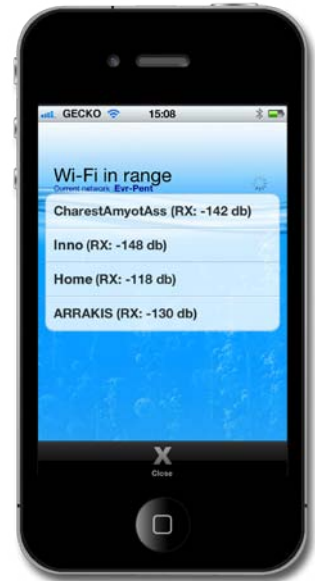 GECKO 15:08
Wi-Fi in range
Current network: Evr-Pent
CharestAmyotAss (RX: -142 db)
Inno (RX: -148 db)
Home (RX: -118 db)
ARRAKIS (RX: -130 db)
X
Close